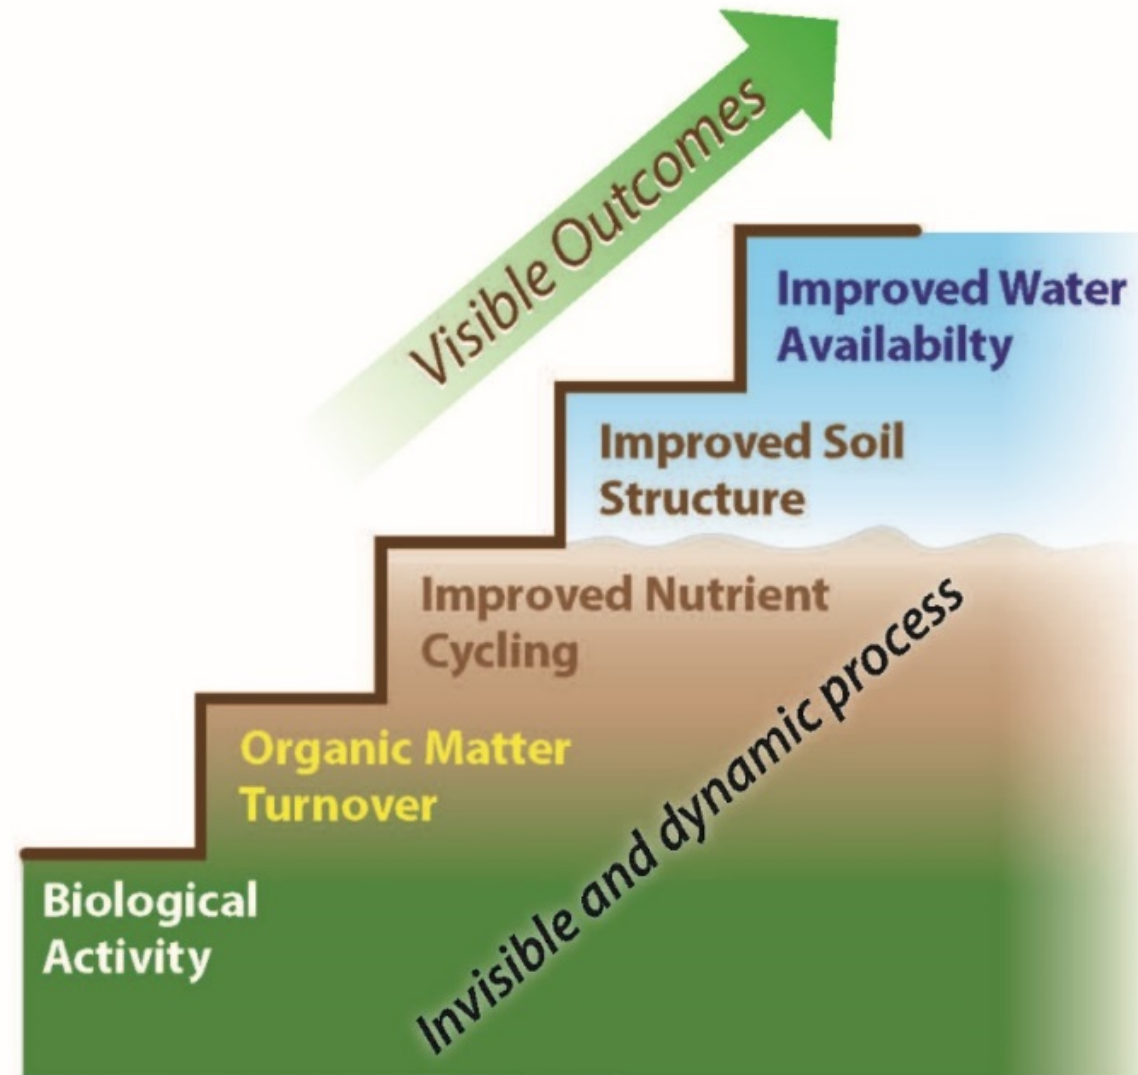 Visible Outcomes
Improved Water
Availabilty
Improved Soil
Structure
Improved Nutrient
Cycling
Organic Matter
Turnover
Biological
Activity
Invisible and dynamic process